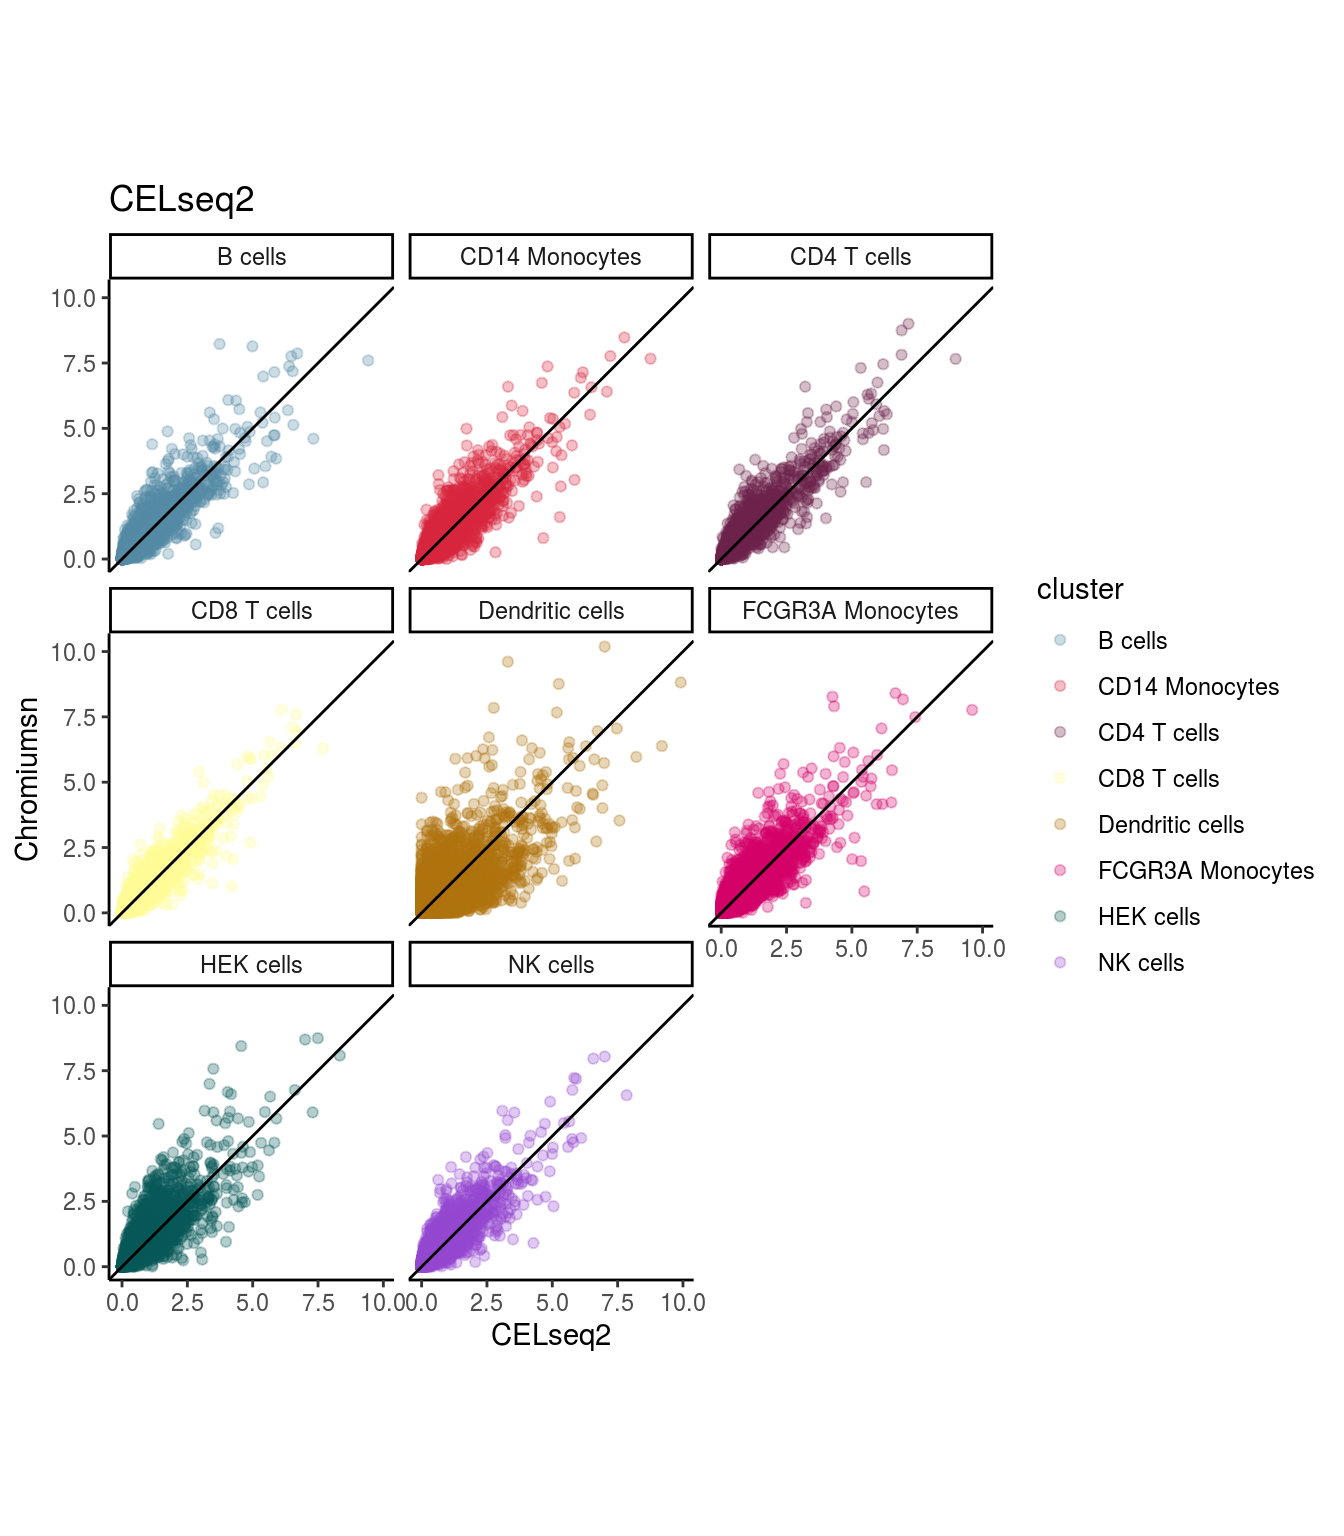 CELseq2
B cells
CD14 Monocytes
CD4 T cells
10.0
7.5
5.0
2.5
0.0
CD8 T cells
Dendritic cells
FCGR3A Monocytes
10.0
7.5
5.0
2.5
0.0
0.0 2.5 5.0 7.5 10.0
HEK cells
NK cells
10.0
7.5
5.0
2.5
0.0
0.0 2.5 5.0 7.5 10.0
0.0 2.5 5.0 7.5 10.0
CELseq2
Chromiumsn
cluster
B cells
CD14 Monocytes
CD4 T cells
CD8 T cells
Dendritic cells
FCGR3A Monocytes
HEK cells
NK cells